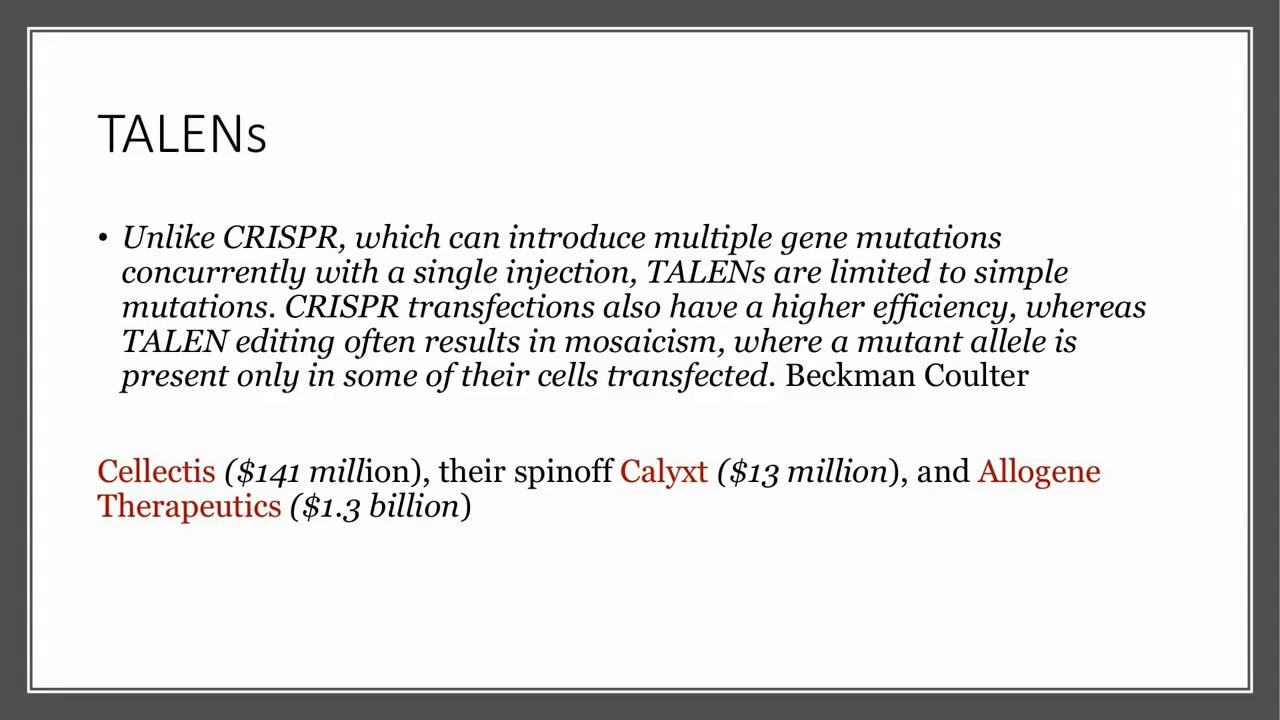 TALENs
• Unlike CRISPR, which can introduce multiple gene mutations
concurrently with a single injection, TALENs are limited to simple
mutations. CRISPR transfections also have a higher efficiency, whereas
TALEN editing often results in mosaicism, where a mutant allele is
present only in some of their cells transfected. Beckman Coulter
Cellectis ($141 million), their spinoff Calyxt ($13 million), and Allogene
Therapeutics ($1.3 billion)